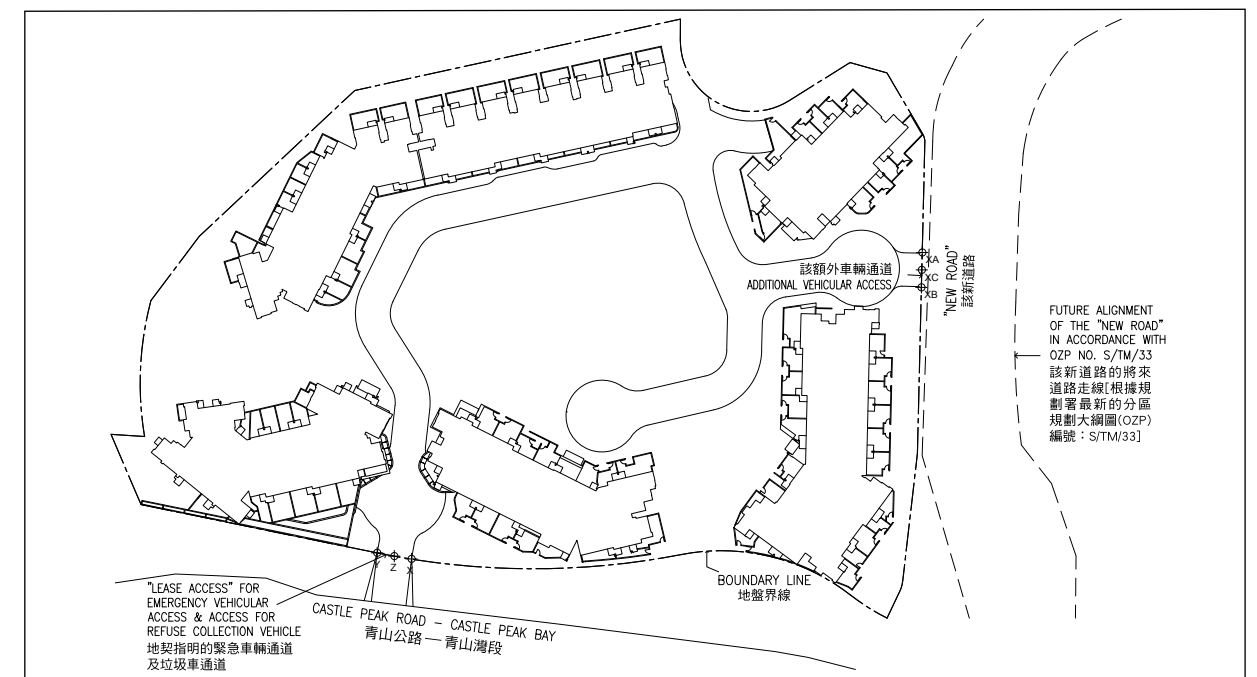 該額外車輛通道
ADDITIONAL VEHICULAR ACCESS
XA
XC
XB
"NEW ROAD"
該新道路
FUTURE ALIGNMENT
OF THE "NEW ROAD"
IN ACCORDANCE WITH
OZP NO. S/TM/33
該新道路的將來
道路走線[根據規
劃署最新的分區
規劃大綱圖(OZP)
編號：S/TM/33]
Y
Z
X
BOUNDARY LINE
地盤界線
"LEASE ACCESS" FOR
EMERGENCY VEHICULAR
ACCESS & ACCESS FOR
REFUSE COLLECTION VEHICLE
地契指明的緊急車輛通道
及垃圾車通道
CASTLE PEAK ROAD – CASTLE PEAK BAY
青山公路—青山灣段